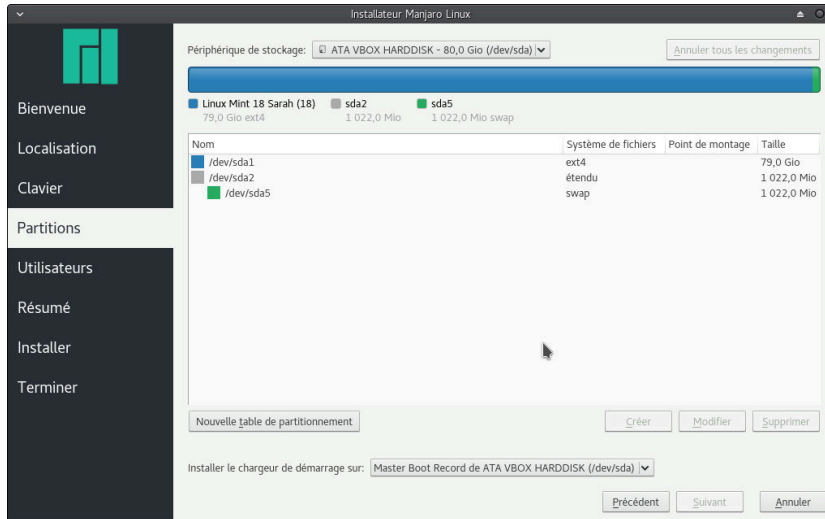 Installateur Manjaro Linux
Périphérique de stockage: ATA VBOX HARDDISK - 80,0 Gio (/dev/sda) Annuler tous les changements
Linux Mint 18 Sarah (18) sda2 sda5
79,0 Gio ext4 1 022,0 Mio 1 022,0 Mio swap
Bienvenue
Localisation
Clavier
Partitions
Utilisateurs
Résumé
Installer
Terminer
Nom Système de fichiers Point de montage Taille
/dev/sda1 ext4 79,0 Gio
/dev/sda2 étendu 1 022,0 Mio
/dev/sda5 swap 1 022,0 Mio
Nouvelle table de partitionnement Créer Modifier Supprimer
Installer le chargeur de démarrage sur: Master Boot Record de ATA VBOX HARDDISK (/dev/sda)
Précédent Suivant Annuler